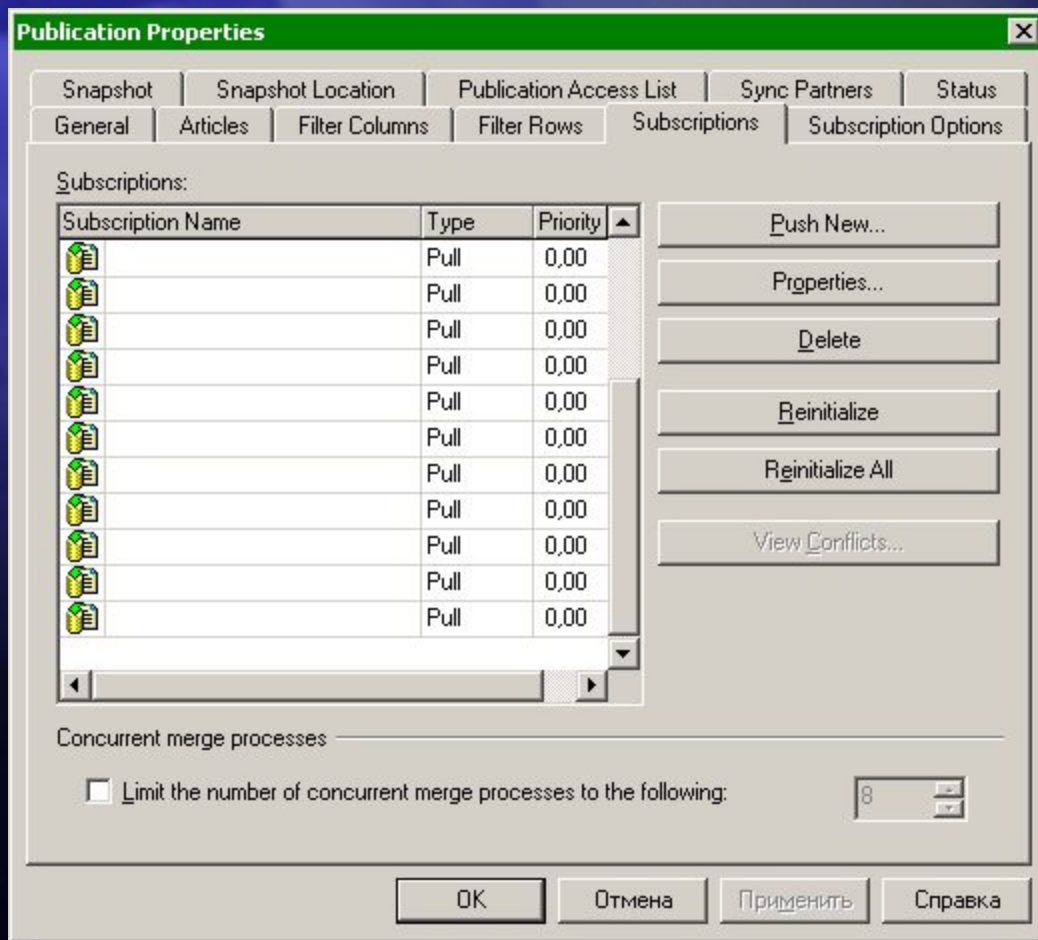 Publication Properties
Snapshot Snapshot Location Publication Access List Sync Partners Status
General Articles Filter Columns Filter Rows Subscriptions Subscription Options
Subscriptions:
Subscription Name Type Priority
Pull 0,00
Pull 0,00
Pull 0,00
Pull 0,00
Pull 0,00
Pull 0,00
Pull 0,00
Pull 0,00
Pull 0,00
Pull 0,00
Pull 0,00
Push New...
Properties...
Delete
Reinitialize
Reinitialize All
View Conflicts...
Concurrent merge processes
Limit the number of concurrent merge processes to the following: 8
OK Отмена Применить Справка